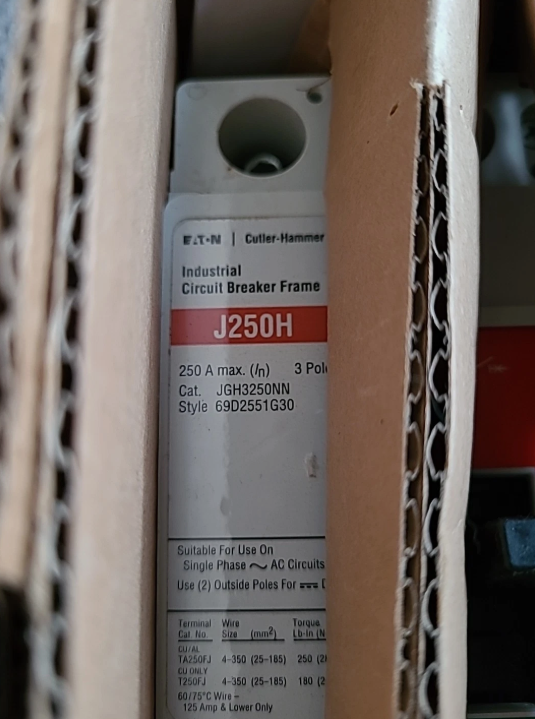 EAT•N | Cutler-Hammer
Industrial
Circuit Breaker Frame
J250H
250 A max. (In) 3 Pol
Cat. JGH3250NN
Style 69D2551G30
Suitable For Use On
Single Phase ~ AC Circuits
Use (2) Outside Poles For ⎓
Terminal Wire Torque
Cat. No. Size (mm²) Lb-In (N
CU/AL
TA250FJ 4-350 (25-185) 250 (2
CU ONLY
T250FJ 4-350 (25-185) 180 (2
60/75°C Wire –
125 Amp & Lower Only